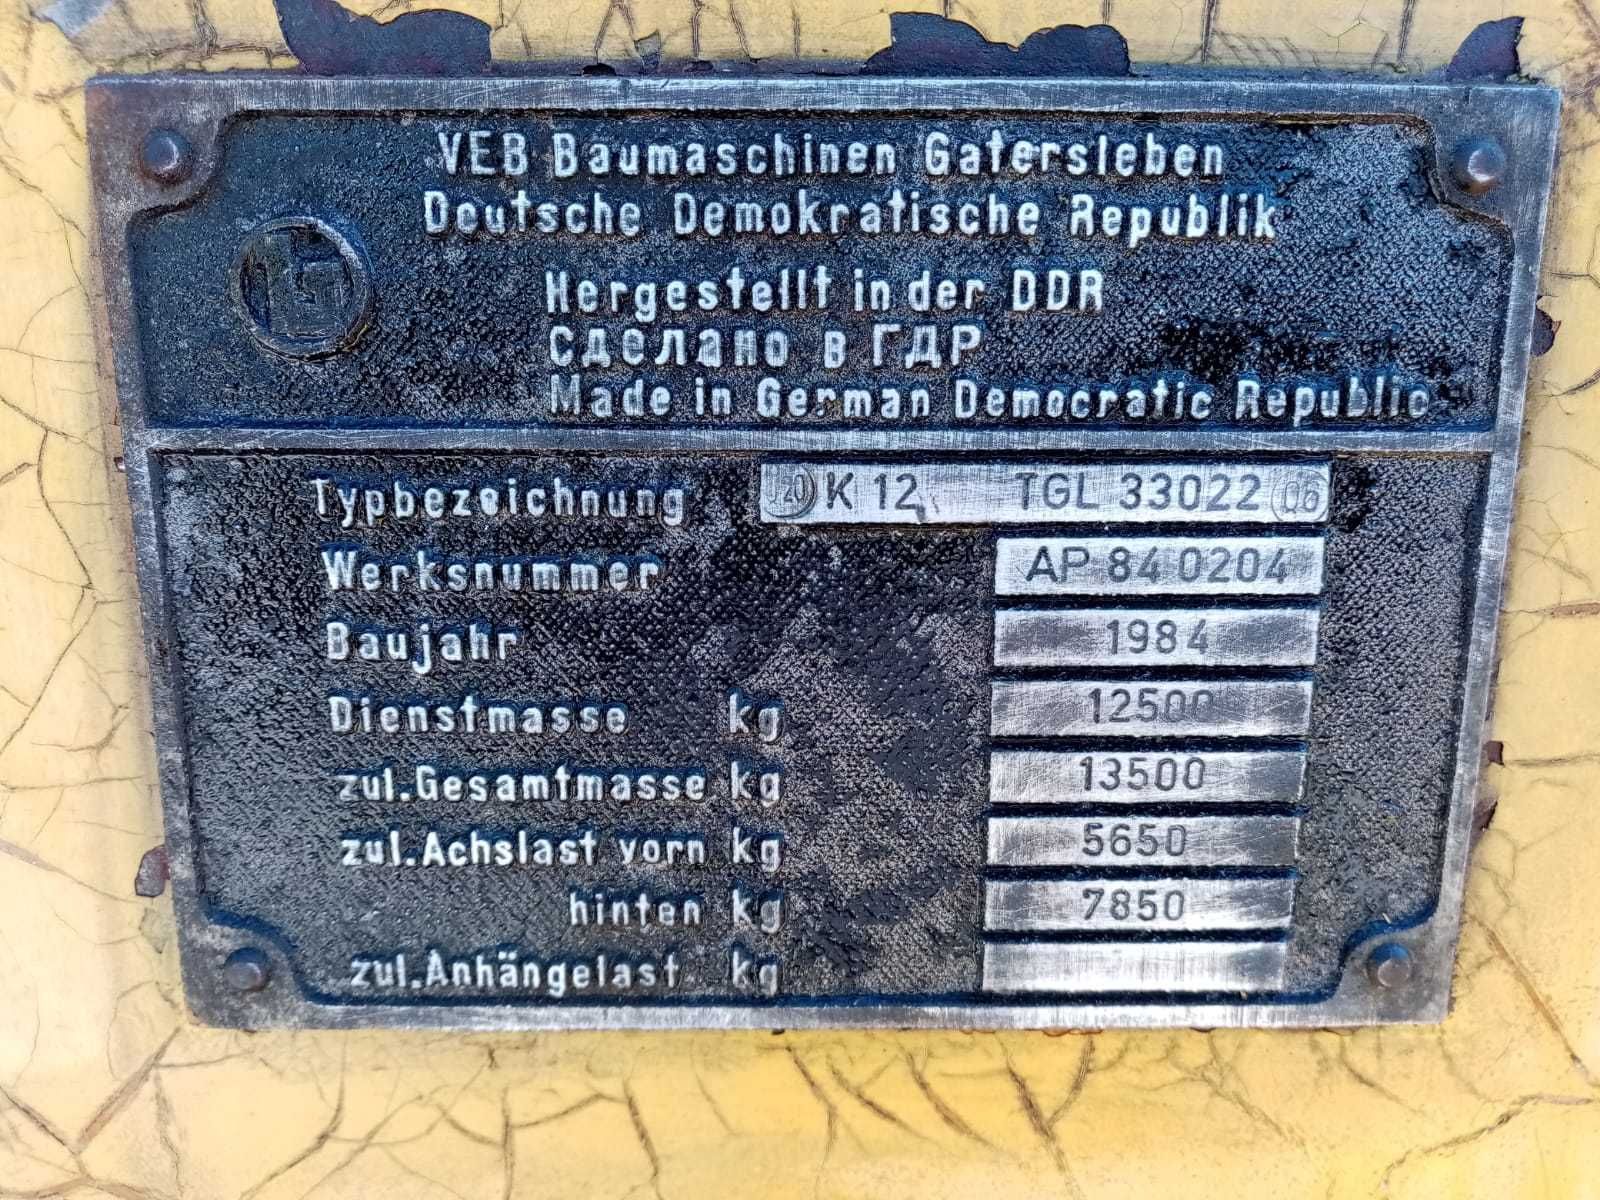 VEB Baumaschinen Gatersleben
Deutsche Demokratische Republik
Hergestellt in der DDR
Сделано в ГДР
Made in German Democratic Republic
Typbezeichnung K 12 TGL 33022 06
Werksnummer AP 84 0204
Baujahr 1984
Dienstmasse kg 12500
zul.Gesamtmasse kg 13500
zul.Achslast vorn kg 5650
hinten kg 7850
zul.Anhängelast kg